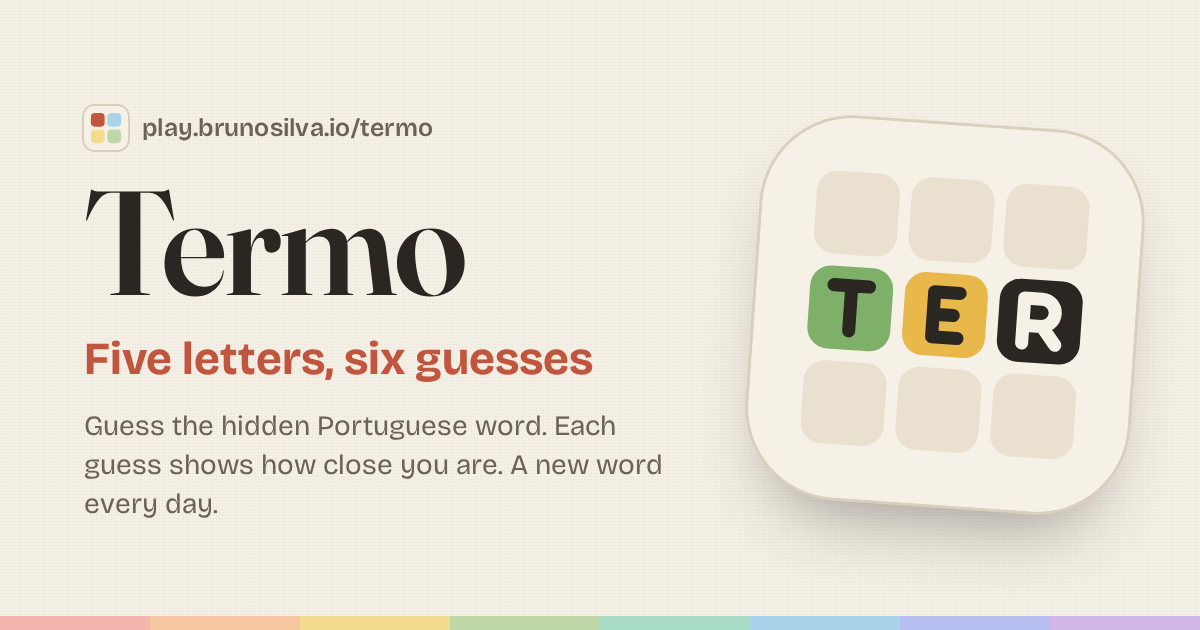 play.brunosilva.io/termo
Termo
Five letters, six guesses
Guess the hidden Portuguese word. Each
guess shows how close you are. A new word
every day.
TER